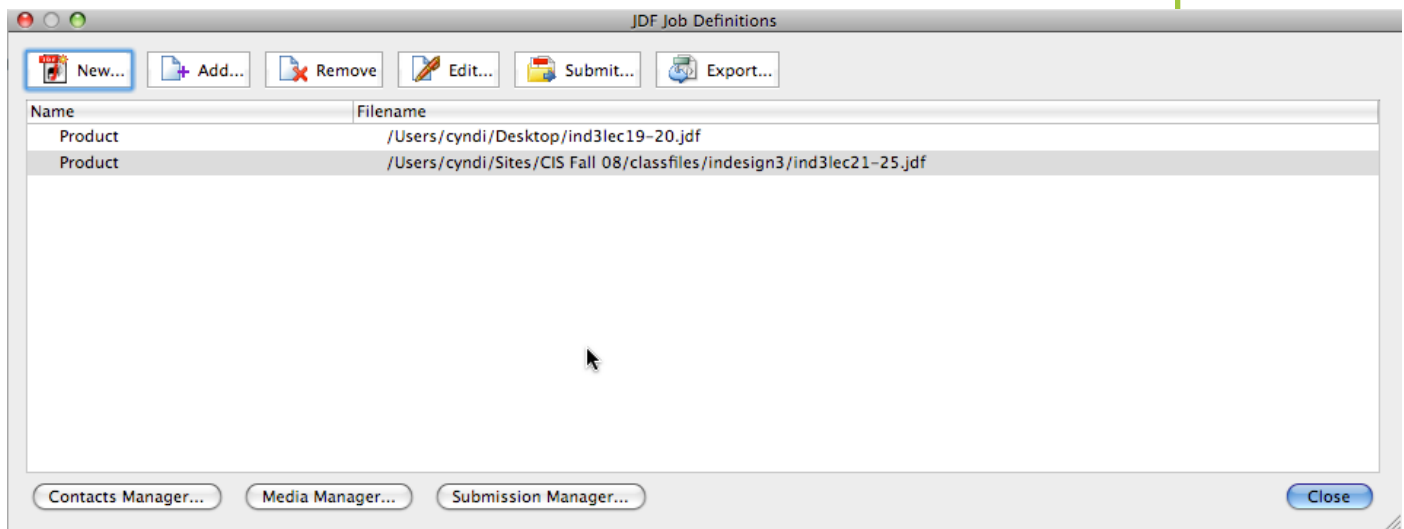 JDF Job Definitions
New... Add... Remove Edit... Submit... Export...
Name Filename
Product /Users/cyndi/Desktop/ind3lec19-20.jdf
Product /Users/cyndi/Sites/CIS Fall 08/classfiles/indesign3/ind3lec21-25.jdf
Contacts Manager... Media Manager... Submission Manager... Close